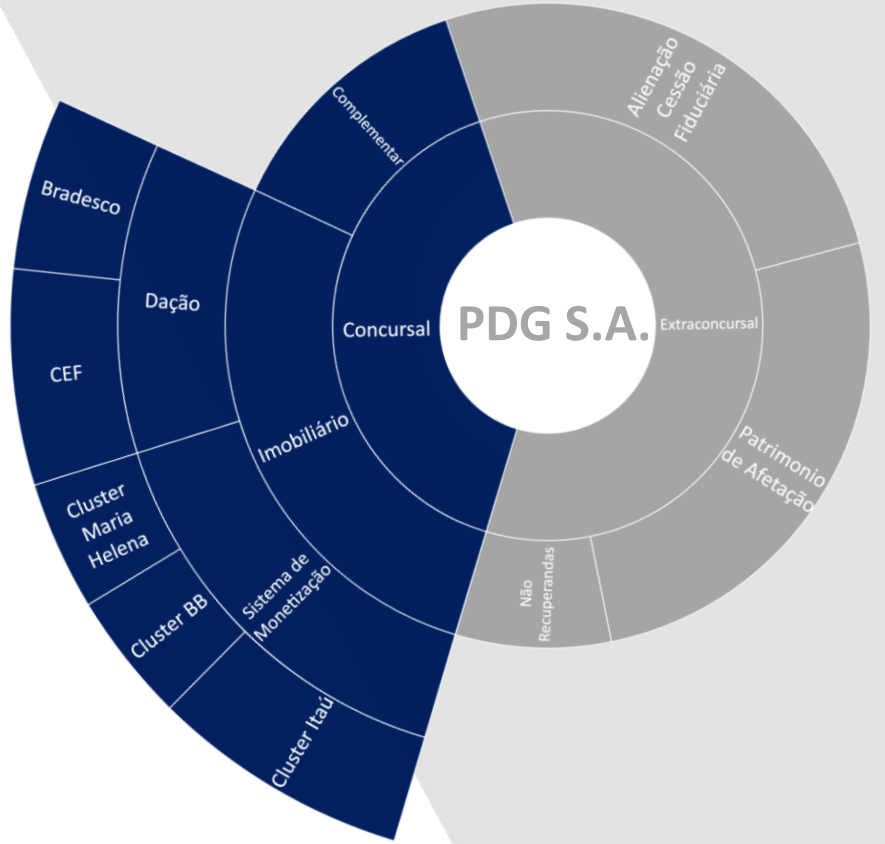 PDG S.A.
Concursal
Complementar
Imobiliário
Dação
Bradesco
CEF
Sistema de
Monetização
Cluster
Maria
Helena
Cluster BB
Cluster Itaú
Extraconcursal
Alienação
Cessão
Fiduciária
Patrimonio
de Afetação
Não
Recuperandas